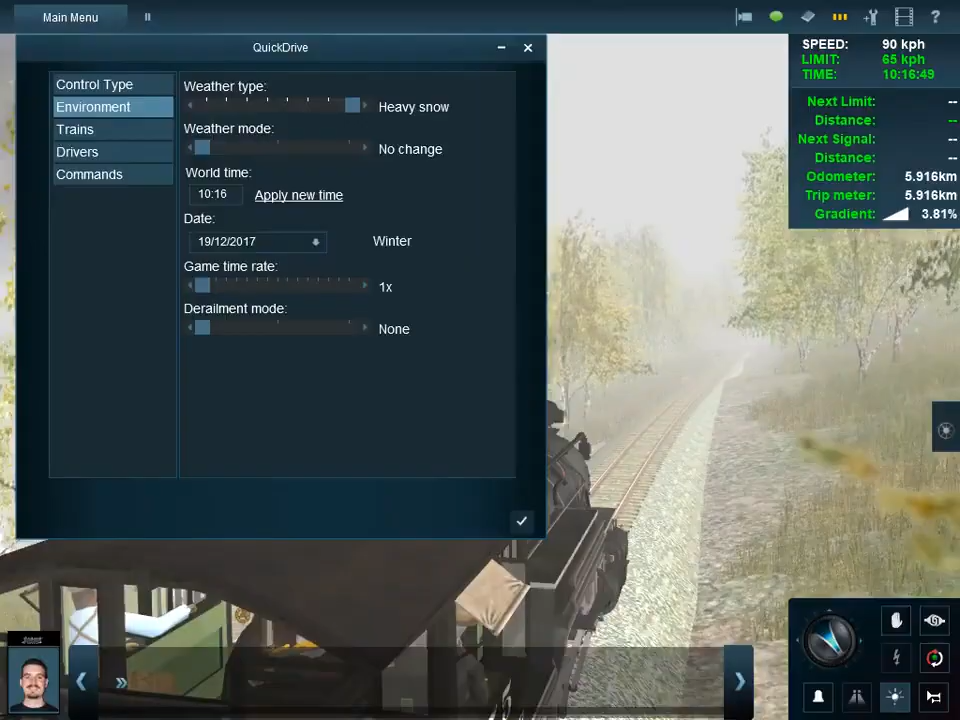 Main Menu
?
QuickDrive
SPEED: 90 kph
LIMIT: 65 kph
TIME: 10:16:49
Next Limit: --
Distance: --
Next Signal: --
Distance: --
Odometer: 5.916km
Trip meter: 5.916km
Gradient: 3.81%
Control Type
Environment
Trains
Drivers
Commands
Weather type:
Heavy snow
Weather mode:
No change
World time:
10:16 Apply new time
Date:
19/12/2017 Winter
Game time rate:
1x
Derailment mode:
None